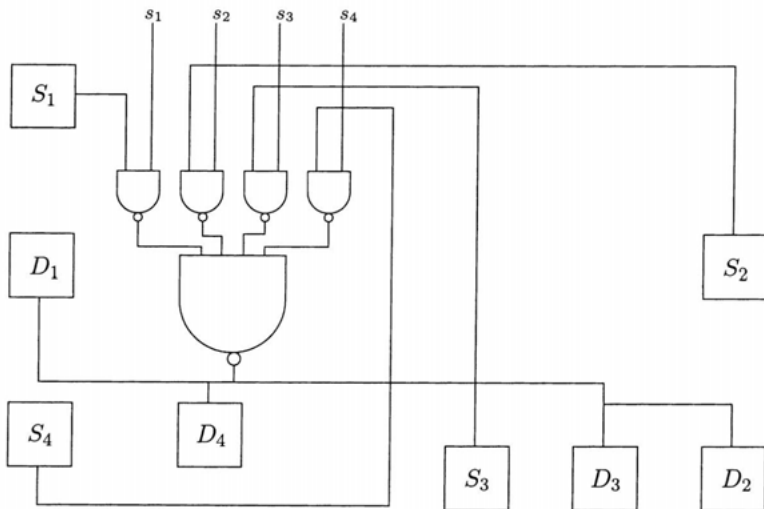 s₁ s₂ s₃ s₄
S₁
D₁
S₂
S₄
D₄
S₃
D₃
D₂